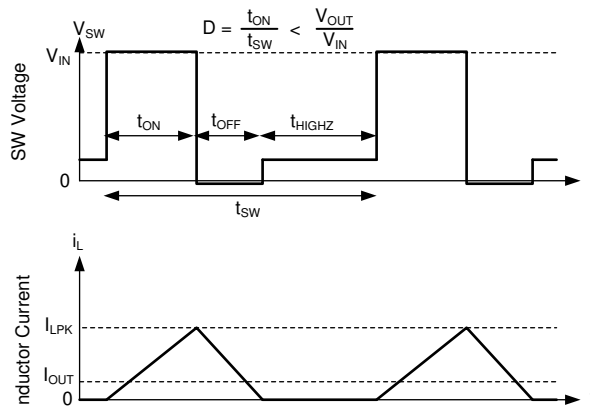 V_SW
D = t_ON / t_SW < V_OUT / V_IN
V_IN
SW Voltage
t_ON
t_OFF
t_HIGHZ
0
t_SW
i_L
nductor Current
I_LPK
I_OUT
0